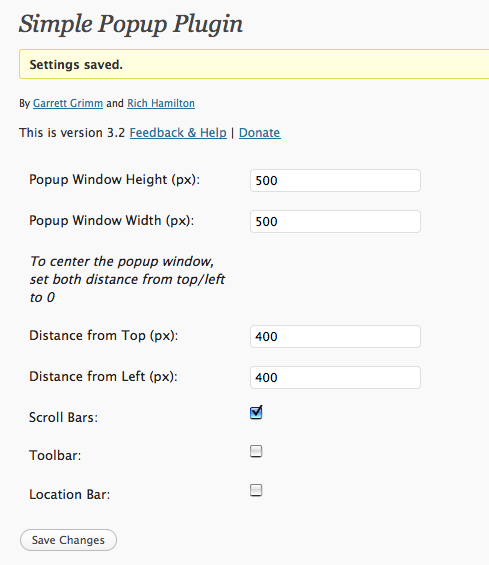 Simple Popup Plugin
Settings saved.
By Garrett Grimm and Rich Hamilton
This is version 3.2 Feedback & Help | Donate
Popup Window Height (px): 500
Popup Window Width (px): 500
To center the popup window,
set both distance from top/left
to 0
Distance from Top (px): 400
Distance from Left (px): 400
Scroll Bars:
Toolbar:
Location Bar:
Save Changes